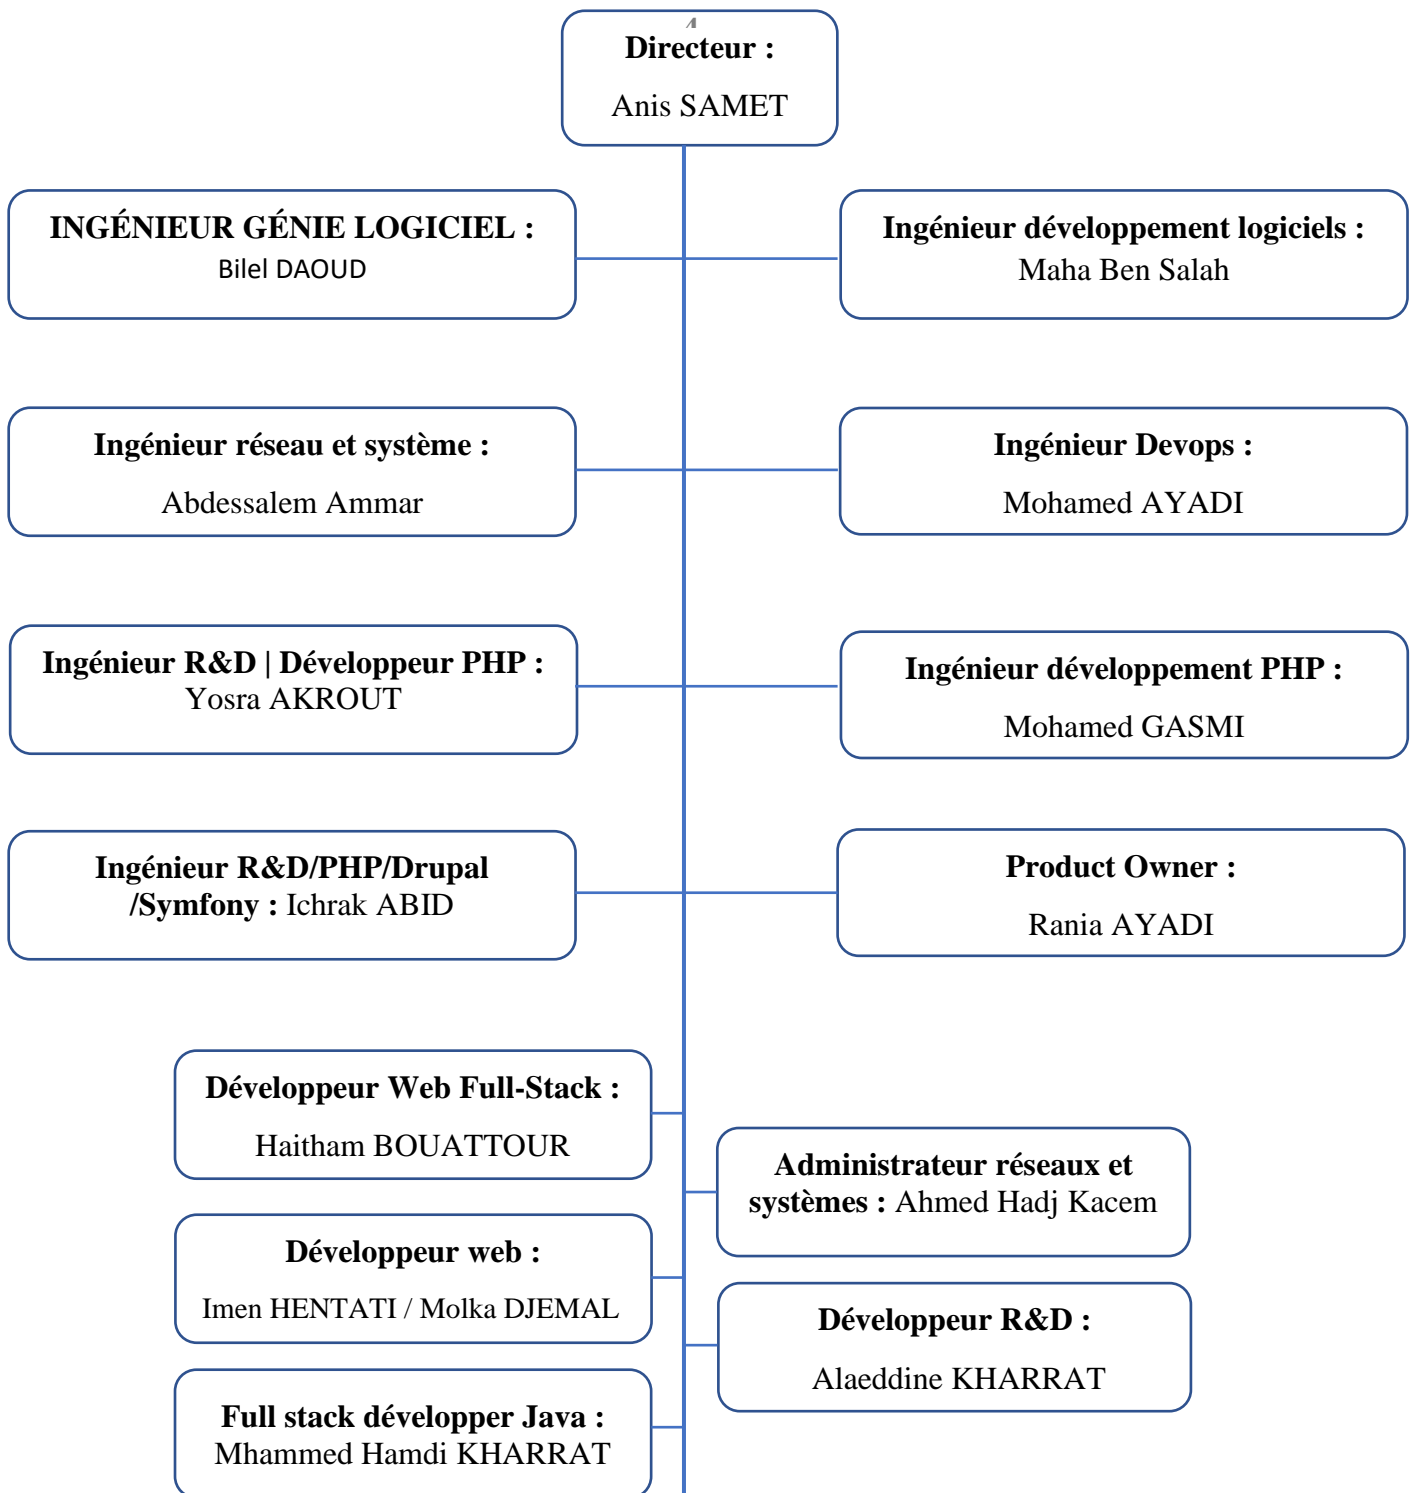 Directeur :
Anis SAMET
INGÉNIEUR GÉNIE LOGICIEL :
Bilel DAOUD
Ingénieur développement logiciels :
Maha Ben Salah
Ingénieur réseau et système :
Abdessalem Ammar
Ingénieur Devops :
Mohamed AYADI
Ingénieur R&D | Développeur PHP :
Yosra AKROUT
Ingénieur développement PHP :
Mohamed GASMI
Ingénieur R&D/PHP/Drupal
/Symfony : Ichrak ABID
Product Owner :
Rania AYADI
Développeur Web Full-Stack :
Haitham BOUATTOUR
Administrateur réseaux et
systèmes : Ahmed Hadj Kacem
Développeur web :
Imen HENTATI / Molka DJEMAL
Développeur R&D :
Alaeddine KHARRAT
Full stack développer Java :
Mhammed Hamdi KHARRAT